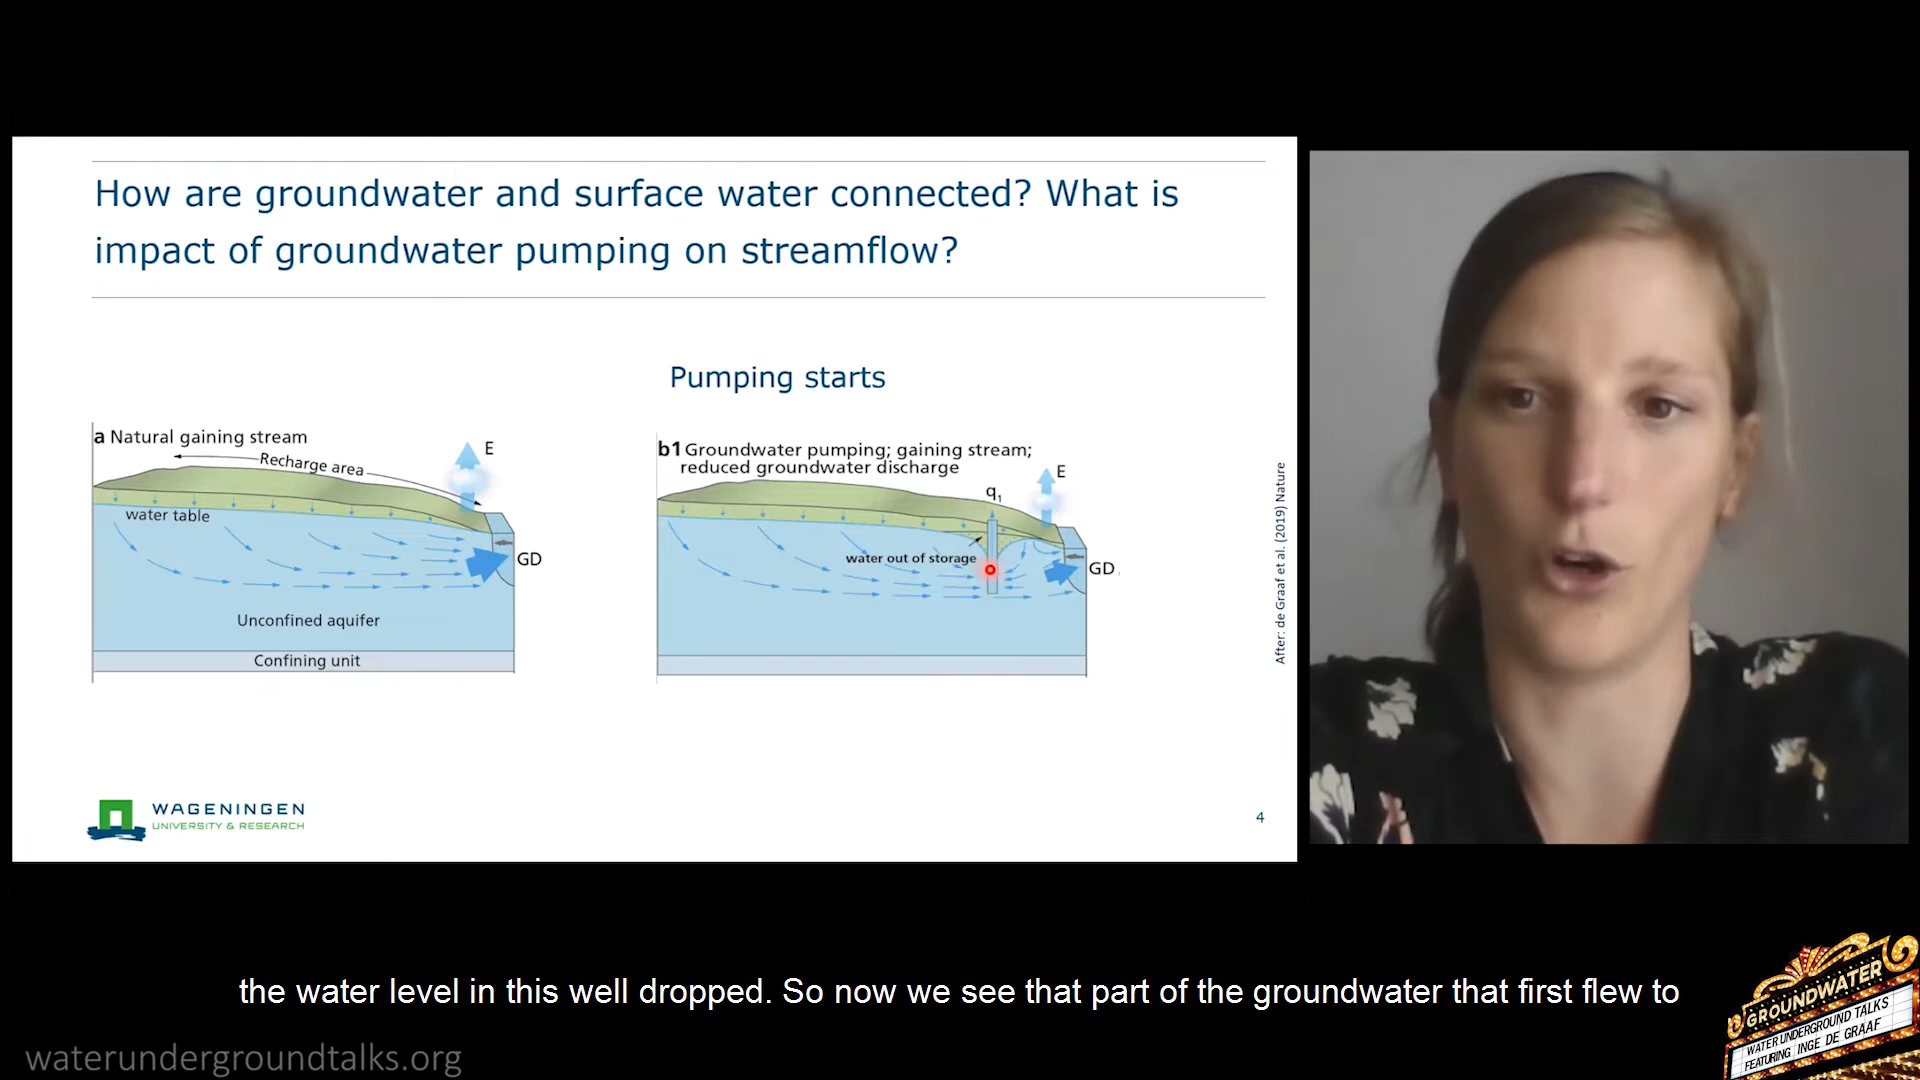 How are groundwater and surface water connected? What is
impact of groundwater pumping on streamflow?
Pumping starts
a Natural gaining stream
Recharge area
E
water table
GD
Unconfined aquifer
Confining unit
b1 Groundwater pumping; gaining stream;
reduced groundwater discharge
E
q1
water out of storage
GD
After: de Graaf et al. (2019) Nature
WAGENINGEN
UNIVERSITY & RESEARCH
4
the water level in this well dropped. So now we see that part of the groundwater that first flew to
waterundergroundtalks.org
GROUNDWATER
WATER UNDERGROUND TALKS
FEATURING INGE DE GRAAF